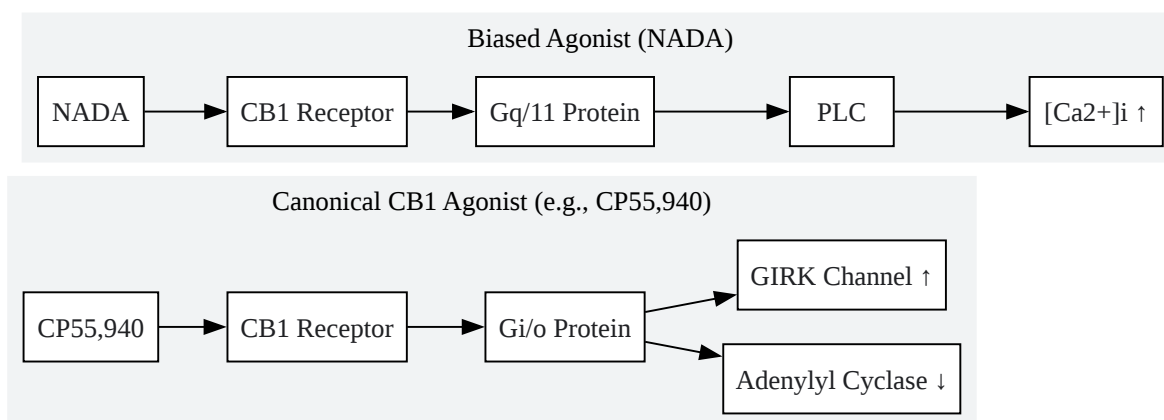 Biased Agonist (NADA)
NADA
CB1 Receptor
Gq/11 Protein
PLC
[Ca2+]i ↑
Canonical CB1 Agonist (e.g., CP55,940)
CP55,940
CB1 Receptor
Gi/o Protein
GIRK Channel ↑
Adenylyl Cyclase ↓